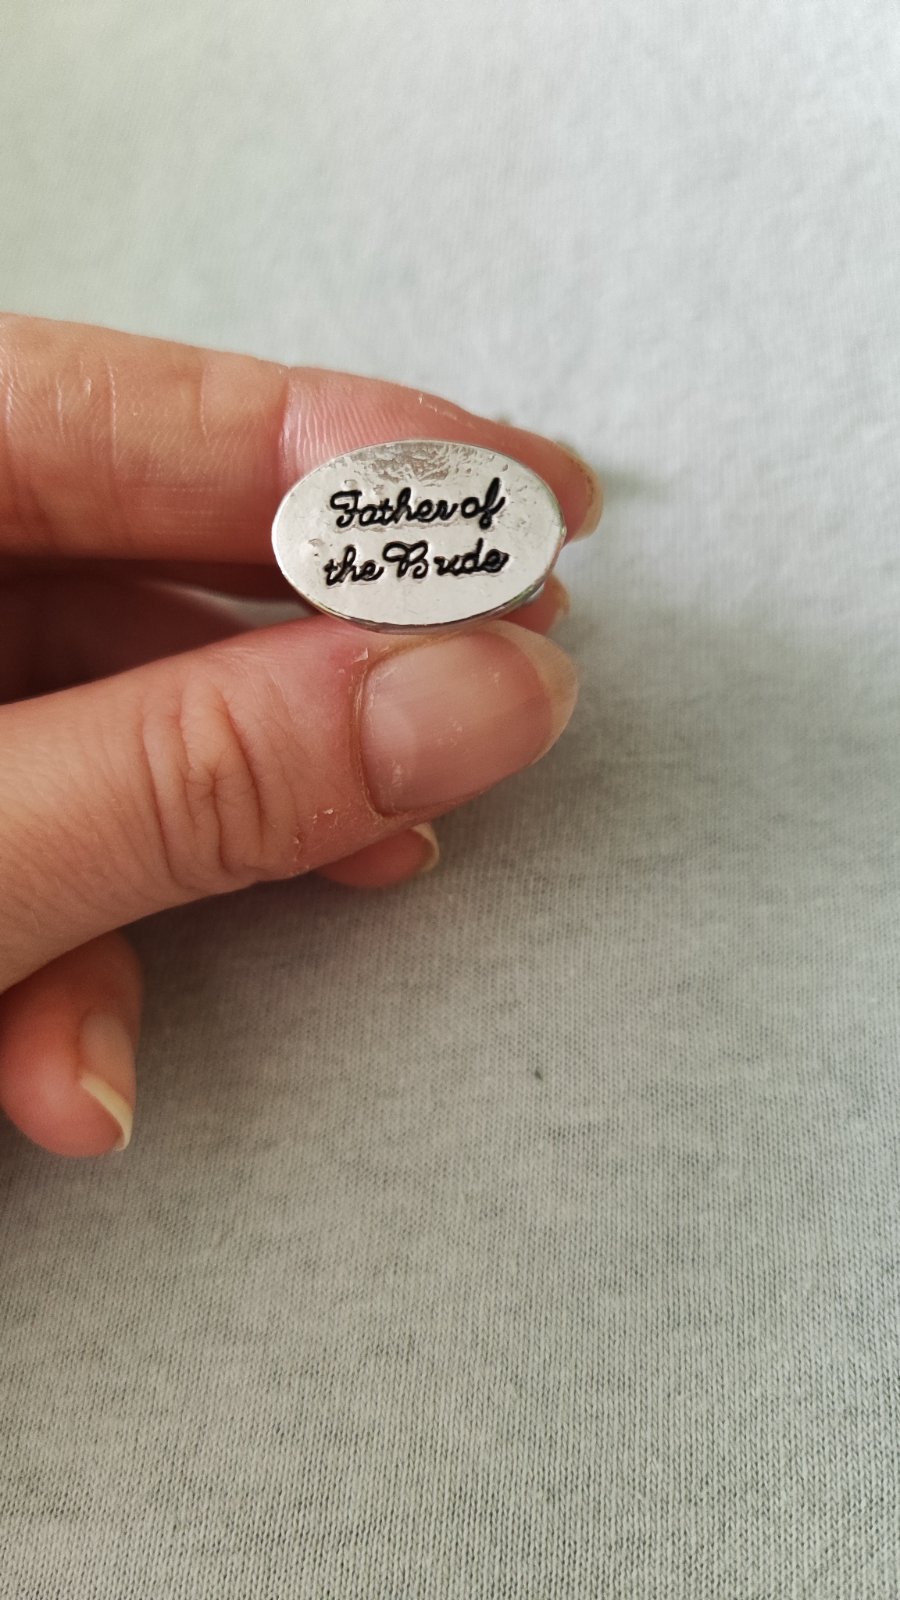 Father of
the Bride